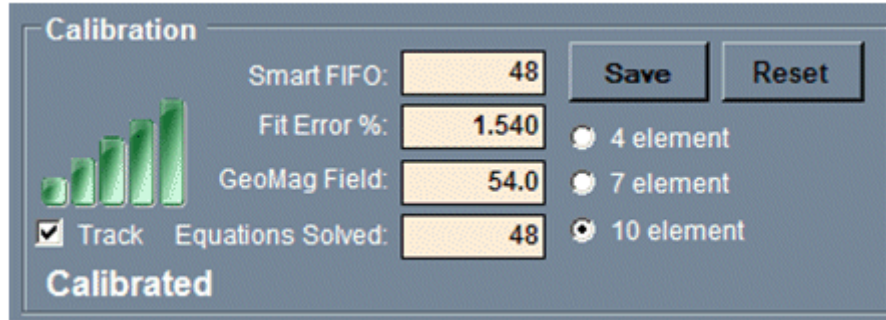 Calibration
Smart FIFO: 48 Save Reset
Fit Error %: 1.540 4 element
GeoMag Field: 54.0 7 element
Track Equations Solved: 48 10 element
Calibrated